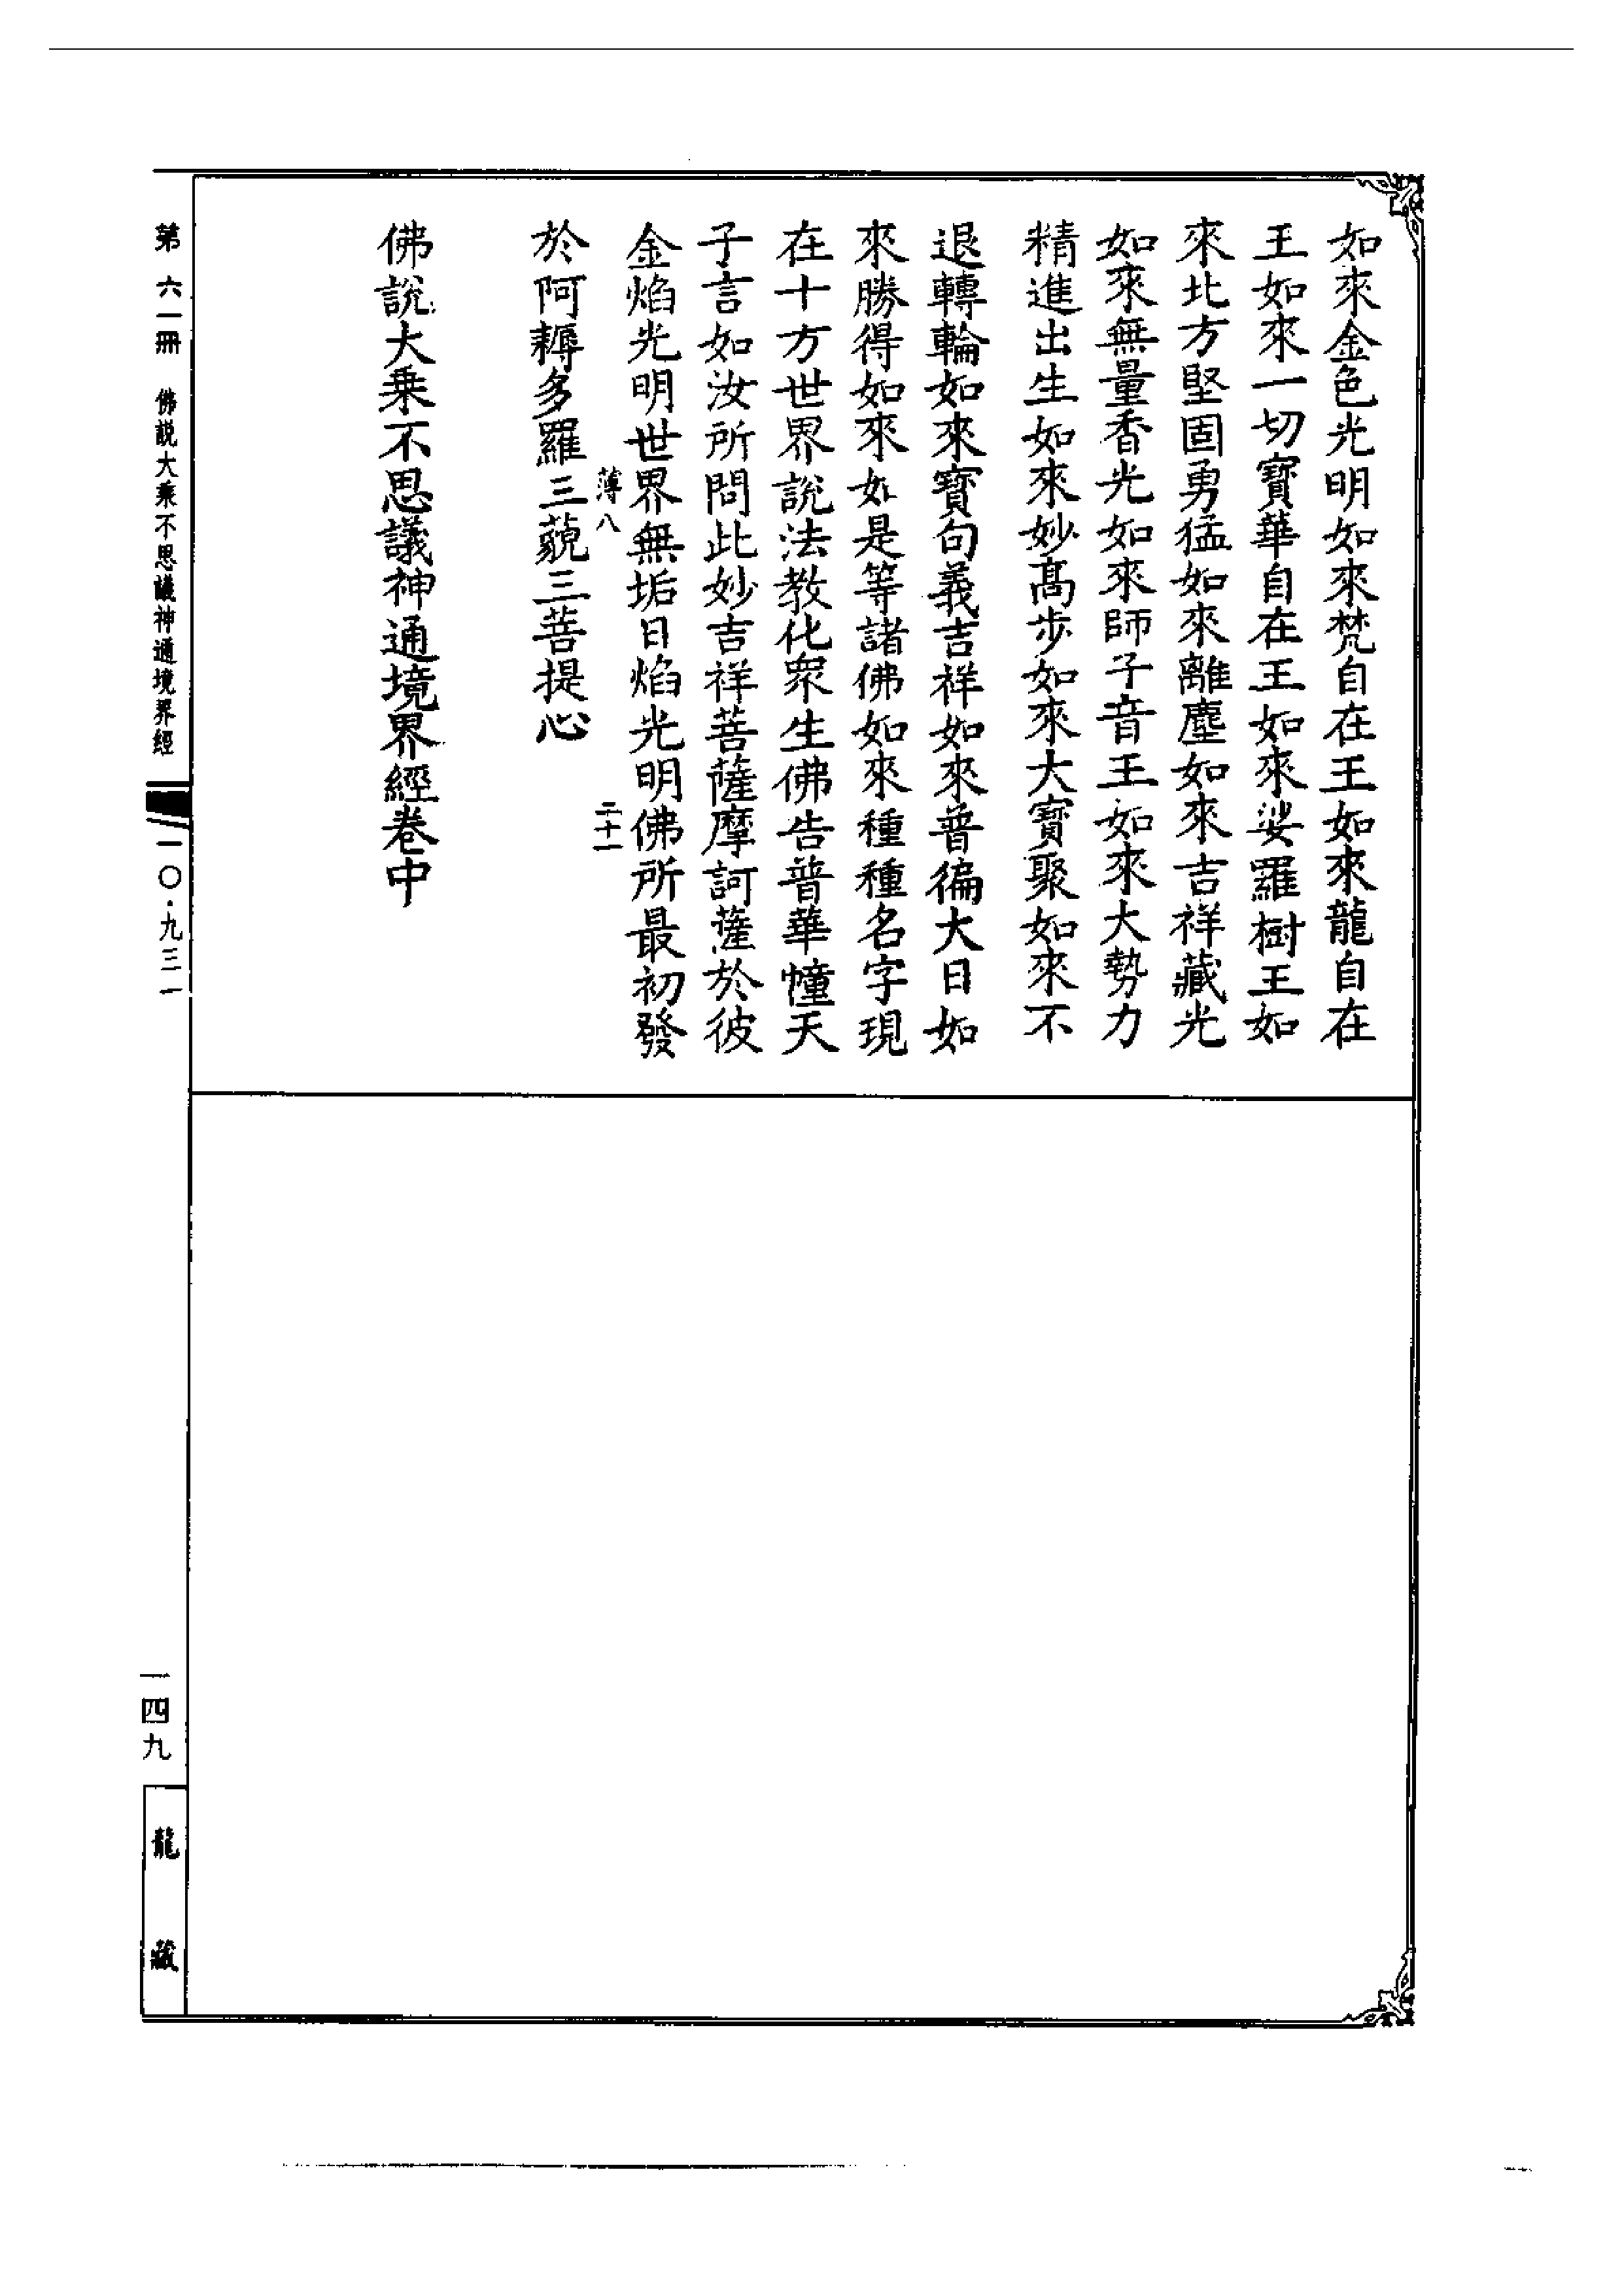 如來金色光明如來梵自在王如來龍自在
王如來一切寶華自在王如來娑羅樹王如
來北方堅固勇猛如來離塵如來吉祥藏光
如來無量香光如來師子音王如來大勢力
精進出生如來妙高步如來大寶聚如來不
退轉輪如來寶句義吉祥如來普徧大日如
來勝得如來如是等諸佛如來種種名字現
在十方世界說法教化眾生佛告普華幢天
子言如汝所問此妙吉祥菩薩摩訶薩於彼
金焰光明世界無垢日焰光明佛所最初發
薄八 二十一
於阿耨多羅三藐三菩提心
佛說大乘不思議神通境界經卷中
第六一冊 佛說大乘不思議神通境界經 一〇·九三一
一四九
龍藏